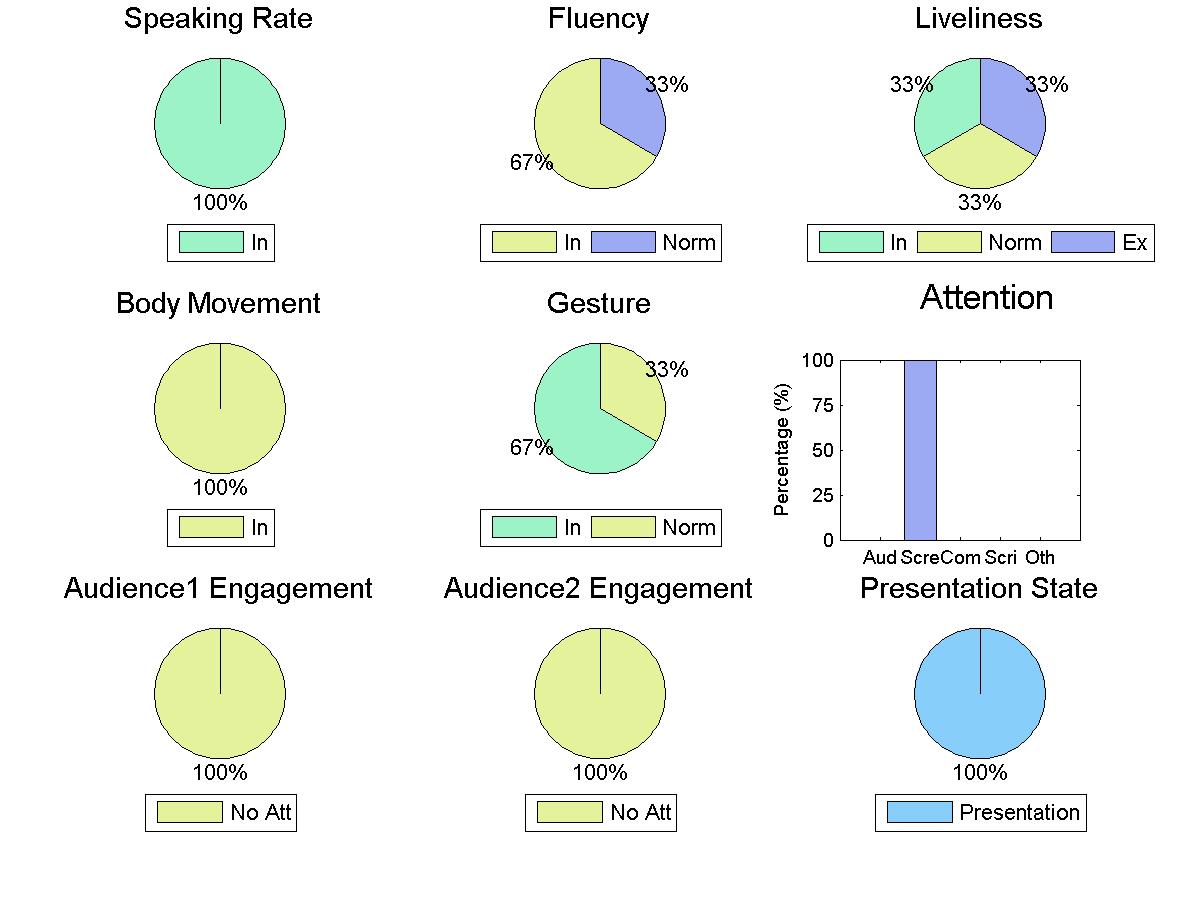 Speaking Rate
100%
In
Fluency
33%
67%
In Norm
Liveliness
33% 33%
33%
In Norm Ex
Body Movement
100%
In
Gesture
33%
67%
In Norm
Attention
Percentage (%)
100
75
50
25
0
Aud Scre Com Scri Oth
Audience1 Engagement
100%
No Att
Audience2 Engagement
100%
No Att
Presentation State
100%
Presentation